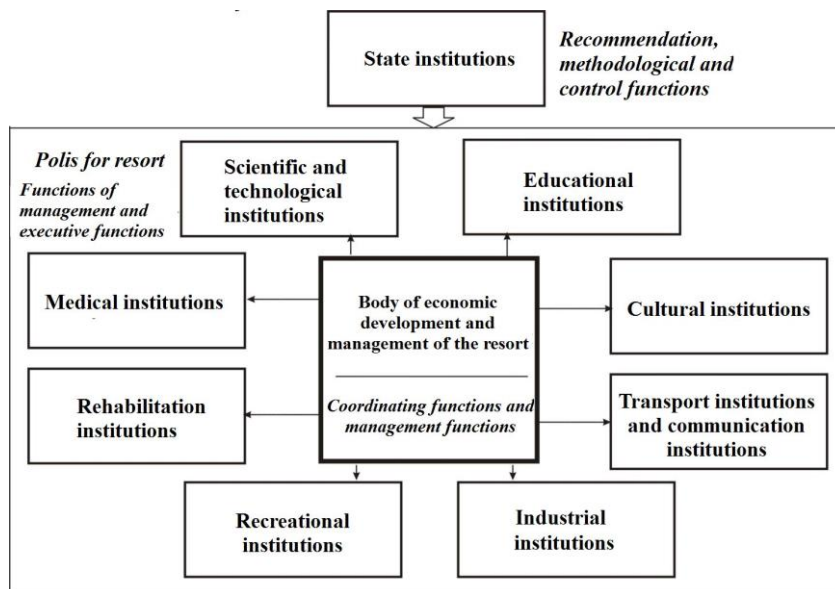 State institutions
Recommendation,
methodological and
control functions
Polis for resort
Functions of
management and
executive functions
Scientific and
technological
institutions
Educational
institutions
Medical institutions
Body of economic
development and
management of the resort
Cultural institutions
Rehabilitation
institutions
Coordinating functions and
management functions
Transport institutions
and communication
institutions
Recreational
institutions
Industrial
institutions